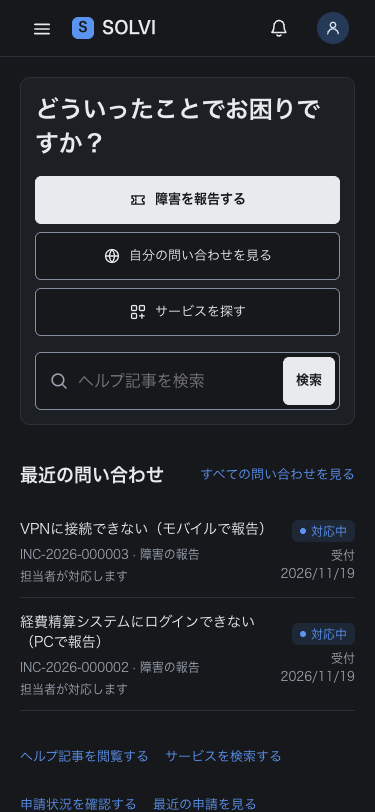 S SOLVI
どういったことでお困りで
すか？
障害を報告する
自分の問い合わせを見る
サービスを探す
ヘルプ記事を検索 検索
最近の問い合わせ すべての問い合わせを見る
VPNに接続できない（モバイルで報告） 対応中
INC-2026-000003 · 障害の報告 受付
担当者が対応します 2026/11/19
経費精算システムにログインできない
（PCで報告） 対応中
INC-2026-000002 · 障害の報告 受付
担当者が対応します 2026/11/19
ヘルプ記事を閲覧する サービスを検索する
申請状況を確認する 最近の申請を見る